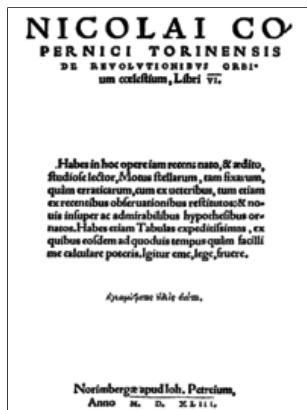 NICOLAI CO
PERNICI TORINENSIS
DE REVOLVTIONIBVS ORBI-
um cœlestium, Libri VI.
Habes in hoc opere iam recens nato, & ædito,
studiose lector, Motus stellarum, tam fixarum,
quàm erraticarum, cum ex ueteribus, tum etiam
ex recentibus obseruationibus restitutos: & no-
uis insuper ac admirabilibus hypothesibus or-
natos. Habes etiam Tabulas expeditissimas, ex
quibus eosdem ad quoduis tempus quàm facilli
me calculare poteris. Igitur eme, lege, fruere.
Norimbergæ apud Ioh. Petreium,
Anno M. D. XLIII.